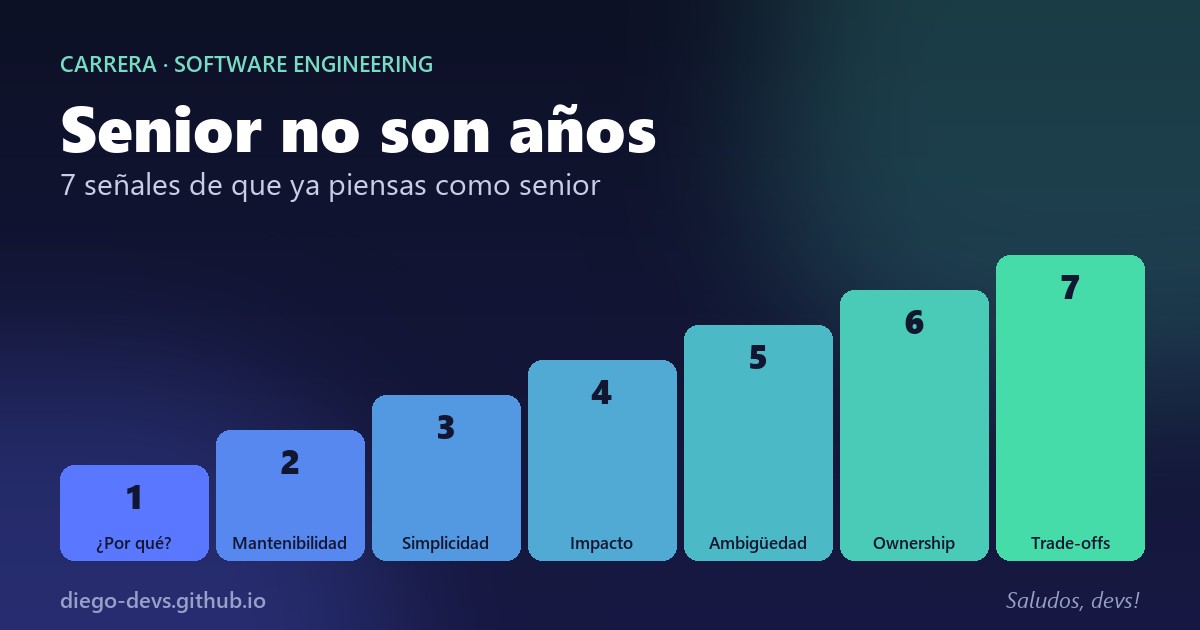 CARRERA · SOFTWARE ENGINEERING
Senior no son años
7 señales de que ya piensas como senior
1
¿Por qué?
2
Mantenibilidad
3
Simplicidad
4
Impacto
5
Ambigüedad
6
Ownership
7
Trade-offs
diego-devs.github.io
Saludos, devs!